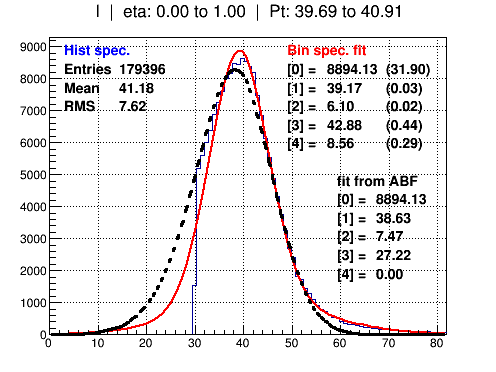 I | eta: 0.00 to 1.00 | Pt: 39.69 to 40.91
Hist spec.
Entries 179396
Mean 41.18
RMS 7.62
Bin spec. fit
[0] = 8894.13 (31.90)
[1] = 39.17 (0.03)
[2] = 6.10 (0.02)
[3] = 42.88 (0.44)
[4] = 8.56 (0.29)
fit from ABF
[0] = 8894.13
[1] = 38.63
[2] = 7.47
[3] = 27.22
[4] = 0.00
9000
8000
7000
6000
5000
4000
3000
2000
1000
0
0 10 20 30 40 50 60 70 80